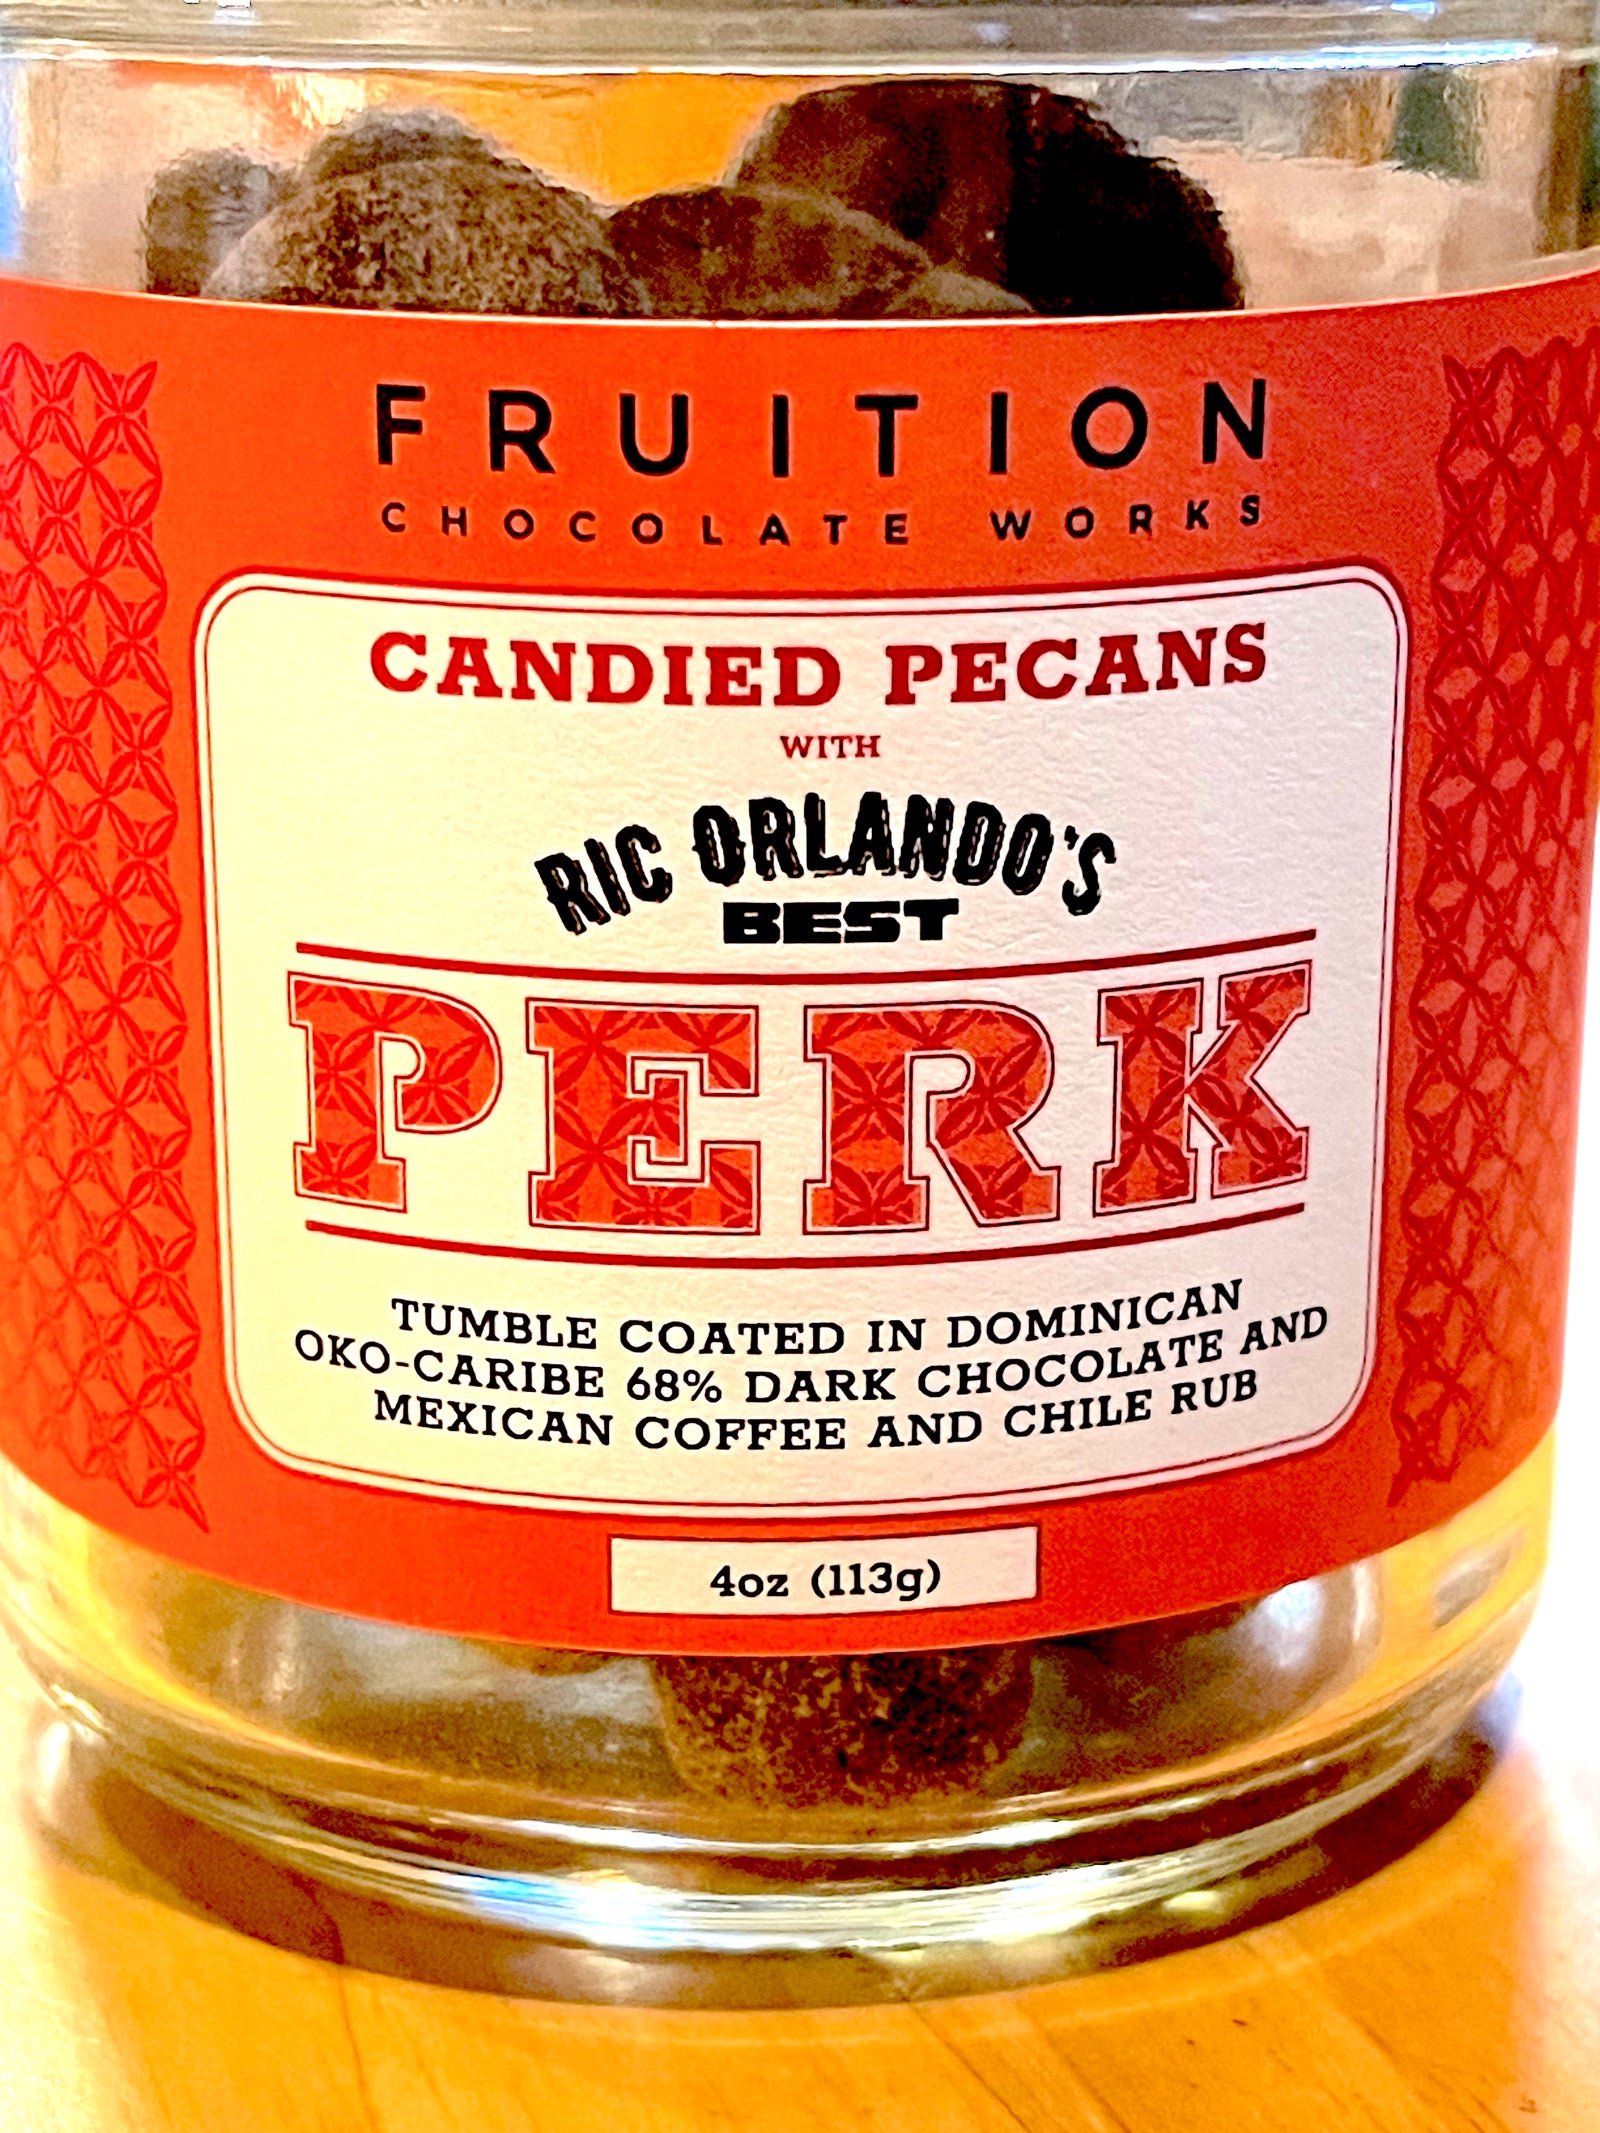 FRUITION
CHOCOLATE WORKS
CANDIED PECANS
WITH
RIC ORLANDO'S
BEST
PERK
TUMBLE COATED IN DOMINICAN
OKO-CARIBE 68% DARK CHOCOLATE AND
MEXICAN COFFEE AND CHILE RUB
4oz (113g)